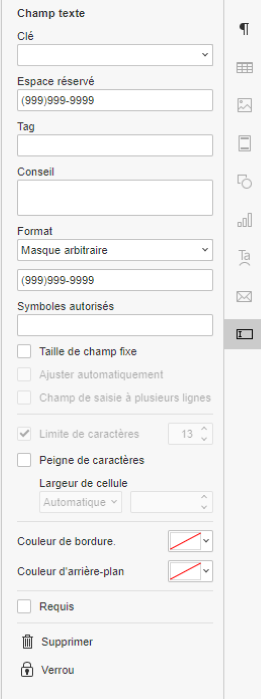 Champ texte
Clé
Espace réservé
(999)999-9999
Tag
Conseil
Format
Masque arbitraire
(999)999-9999
Symboles autorisés
Taille de champ fixe
Ajuster automatiquement
Champ de saisie à plusieurs lignes
Limite de caractères 13
Peigne de caractères
Largeur de cellule
Automatique
Couleur de bordure.
Couleur d'arrière-plan
Requis
Supprimer
Verrou
Ta